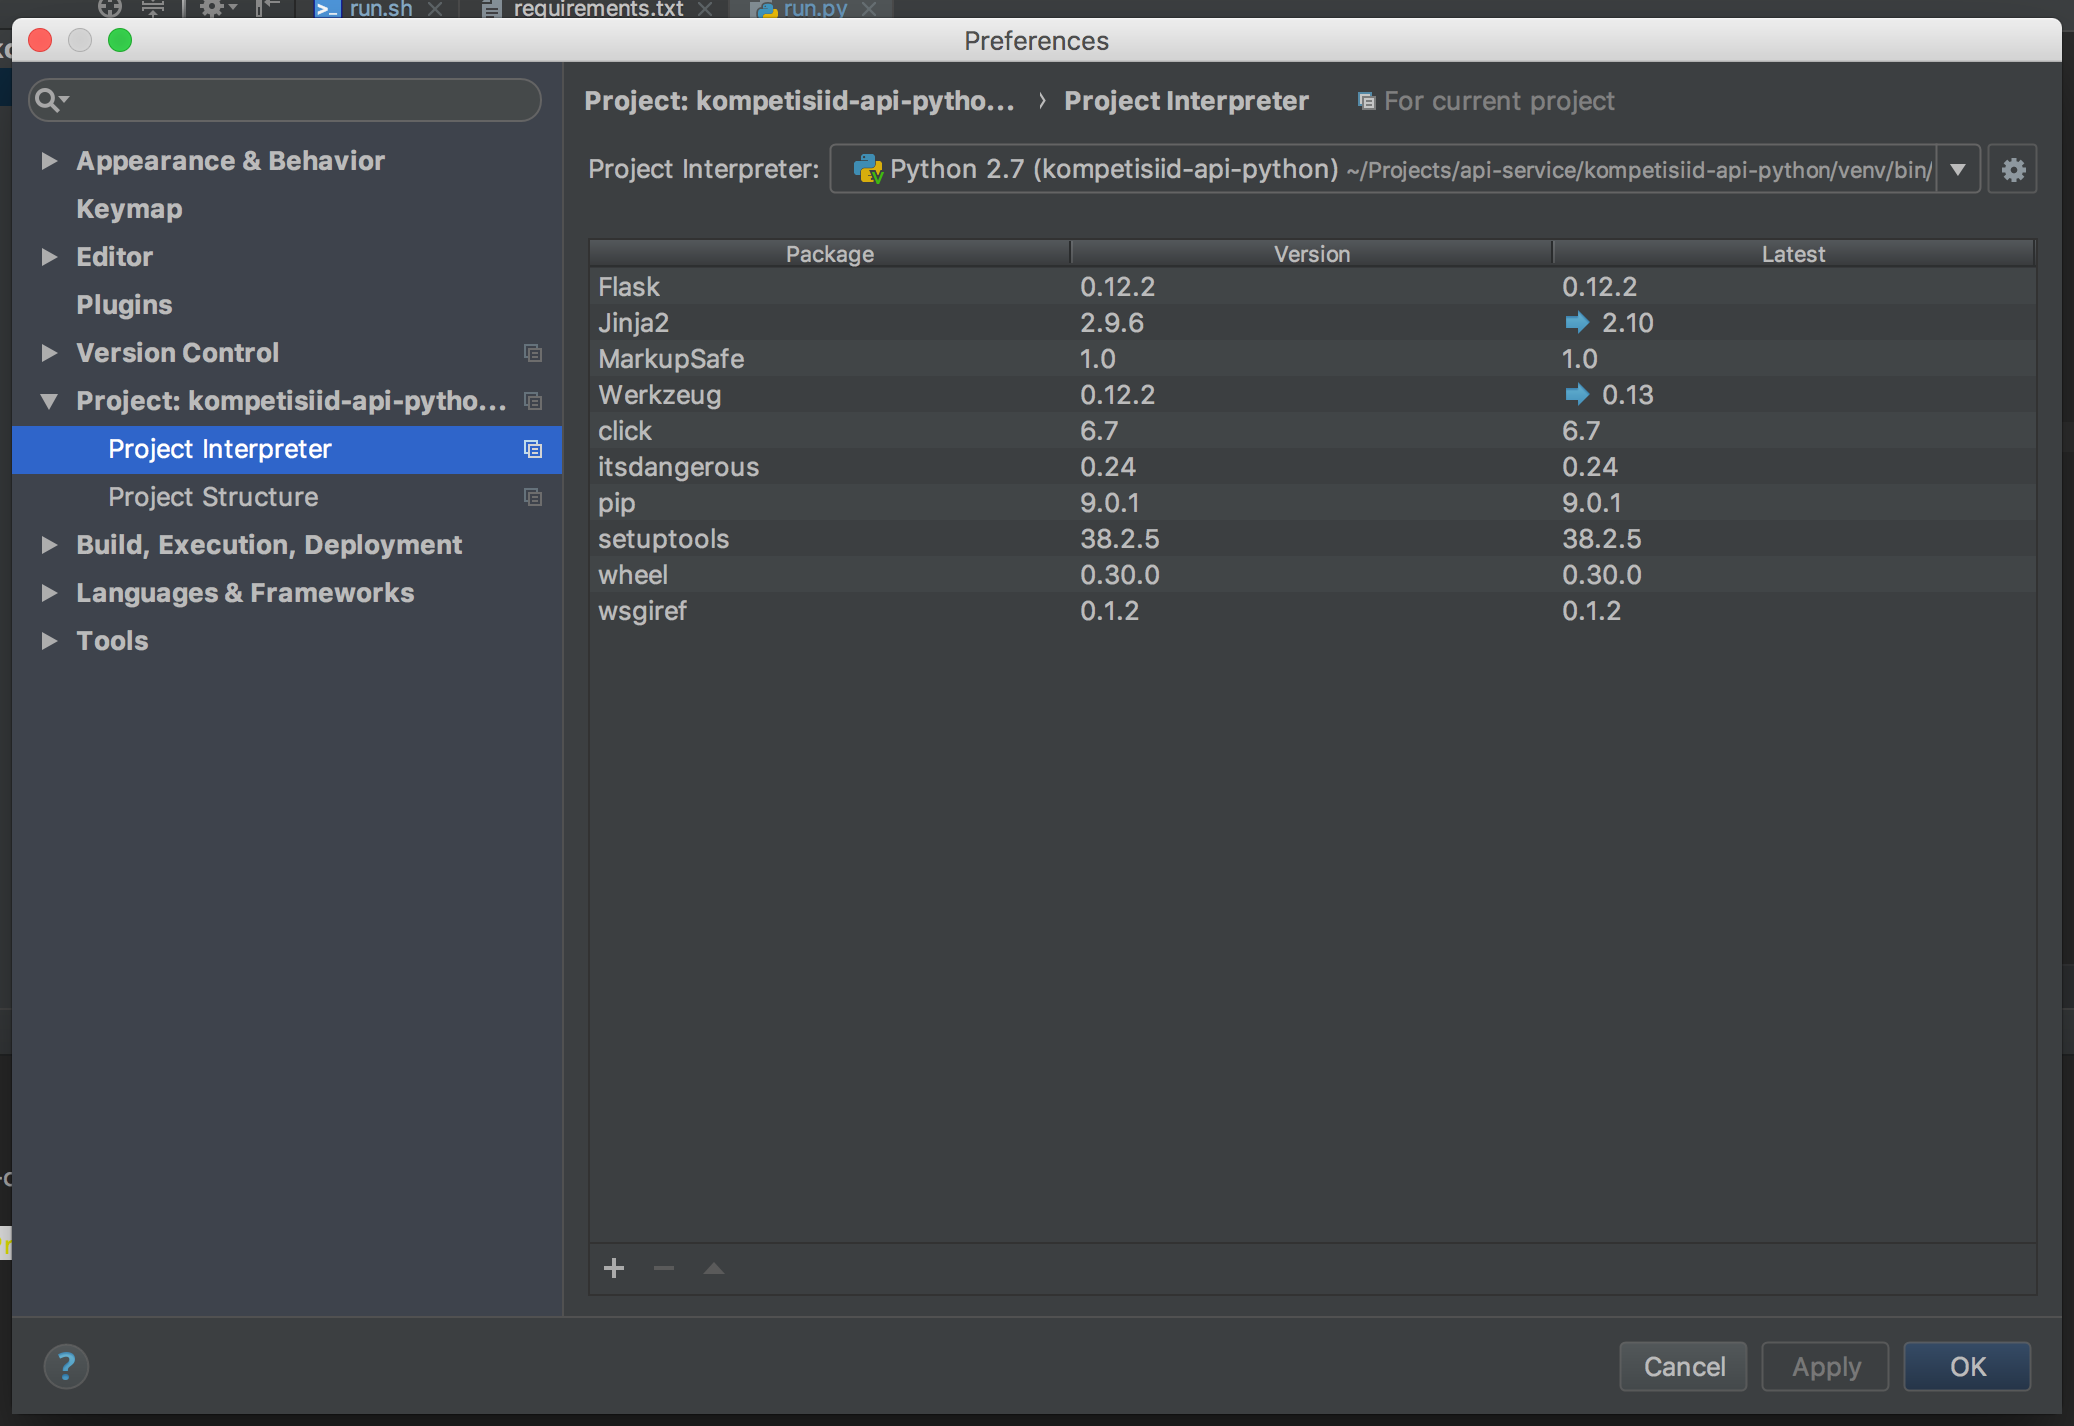 run.sh requirements.txt run.py
Preferences
Project: kompetisiid-api-pytho... › Project Interpreter For current project
Appearance & Behavior
Keymap
Editor
Plugins
Version Control
Project: kompetisiid-api-pytho...
Project Interpreter
Project Structure
Build, Execution, Deployment
Languages & Frameworks
Tools
Project Interpreter: Python 2.7 (kompetisiid-api-python) ~/Projects/api-service/kompetisiid-api-python/venv/bin/
Package Version Latest
Flask 0.12.2 0.12.2
Jinja2 2.9.6 2.10
MarkupSafe 1.0 1.0
Werkzeug 0.12.2 0.13
click 6.7 6.7
itsdangerous 0.24 0.24
pip 9.0.1 9.0.1
setuptools 38.2.5 38.2.5
wheel 0.30.0 0.30.0
wsgiref 0.1.2 0.1.2
? Cancel Apply OK